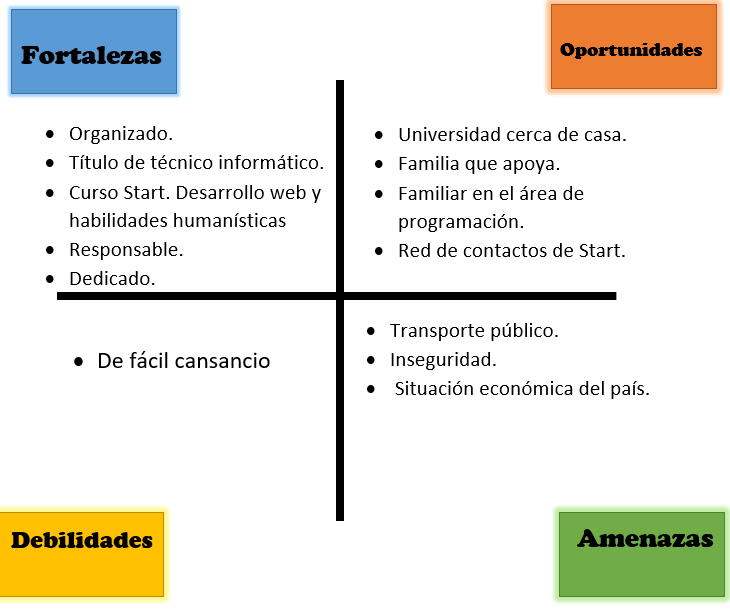 Fortalezas
Oportunidades
• Organizado.
• Título de técnico informático.
• Curso Start. Desarrollo web y
habilidades humanísticas
• Responsable.
• Dedicado.
• Universidad cerca de casa.
• Familia que apoya.
• Familiar en el área de
programación.
• Red de contactos de Start.
• De fácil cansancio
• Transporte público.
• Inseguridad.
• Situación económica del país.
Debilidades
Amenazas